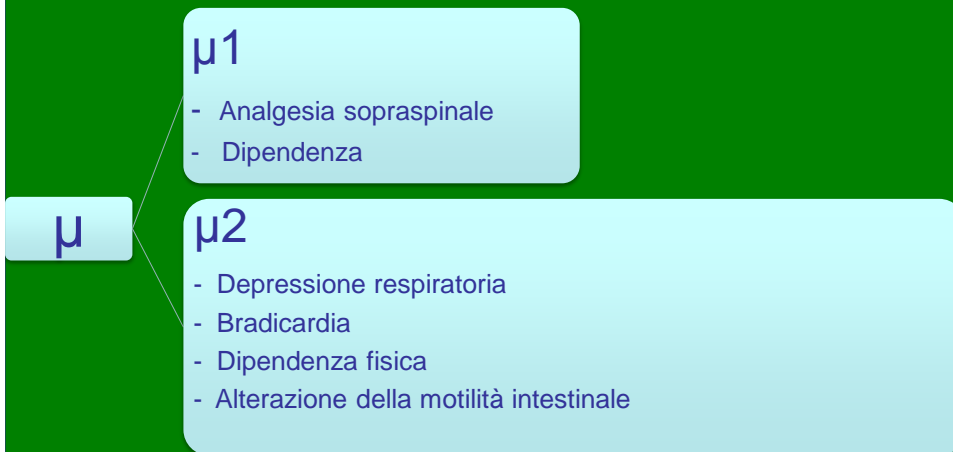 µ1
- Analgesia sopraspinale
- Dipendenza
µ
µ2
- Depressione respiratoria
- Bradicardia
- Dipendenza fisica
- Alterazione della motilità intestinale